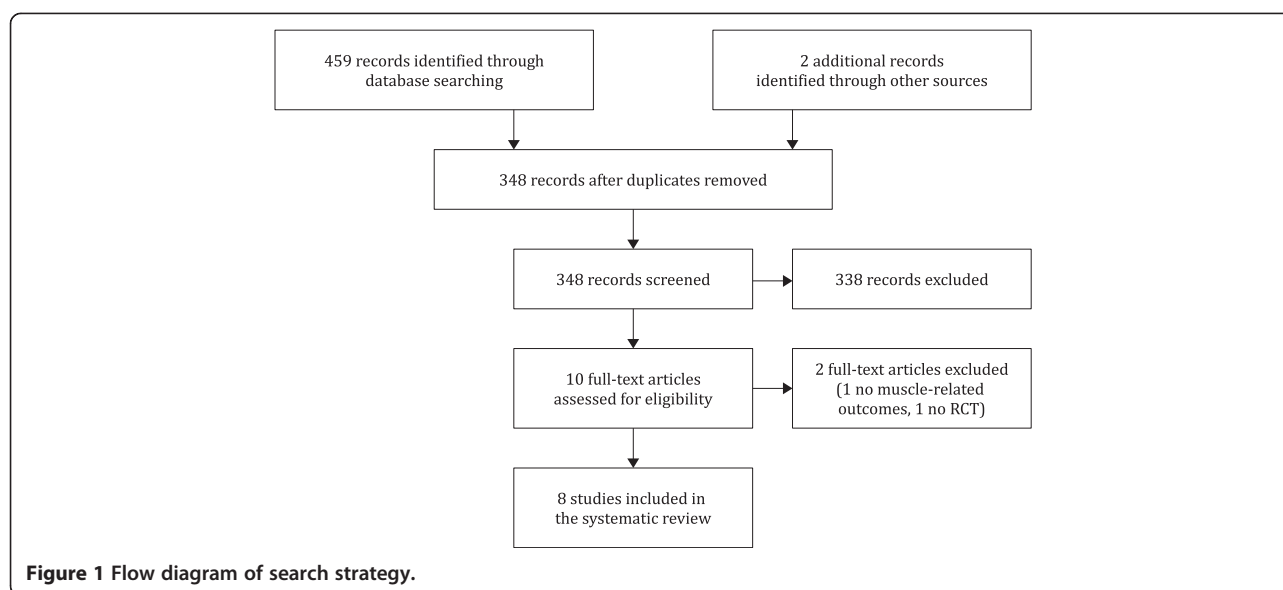 459 records identified through
database searching
2 additional records
identified through other sources
348 records after duplicates removed
348 records screened
338 records excluded
10 full-text articles
assessed for eligibility
2 full-text articles excluded
(1 no muscle-related
outcomes, 1 no RCT)
8 studies included in
the systematic review
Figure 1 Flow diagram of search strategy.